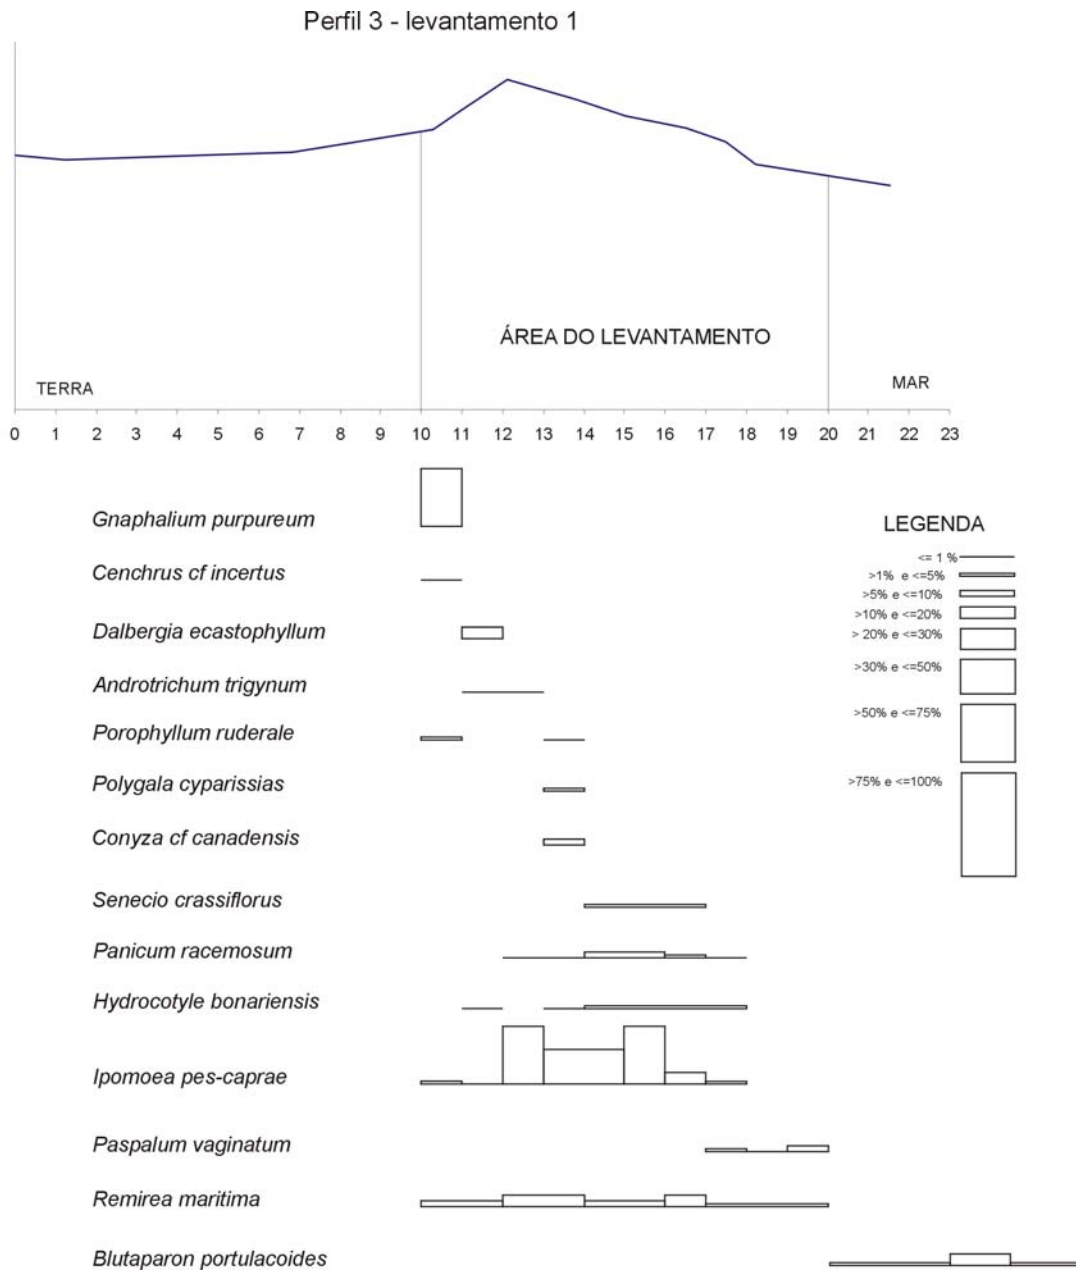 Perfil 3 - levantamento 1
ÁREA DO LEVANTAMENTO
TERRA
MAR
0 1 2 3 4 5 6 7 8 9 10 11 12 13 14 15 16 17 18 19 20 21 22 23
Gnaphalium purpureum
Cenchrus cf incertus
Dalbergia ecastophyllum
Androtrichum trigynum
Porophyllum ruderale
Polygala cyparissias
Conyza cf canadensis
Senecio crassiflorus
Panicum racemosum
Hydrocotyle bonariensis
Ipomoea pes-caprae
Paspalum vaginatum
Remirea maritima
Blutaparon portulacoides
LEGENDA
<= 1 %
>1% e <=5%
>5% e <=10%
>10% e <=20%
> 20% e <=30%
>30% e <=50%
>50% e <=75%
>75% e <=100%